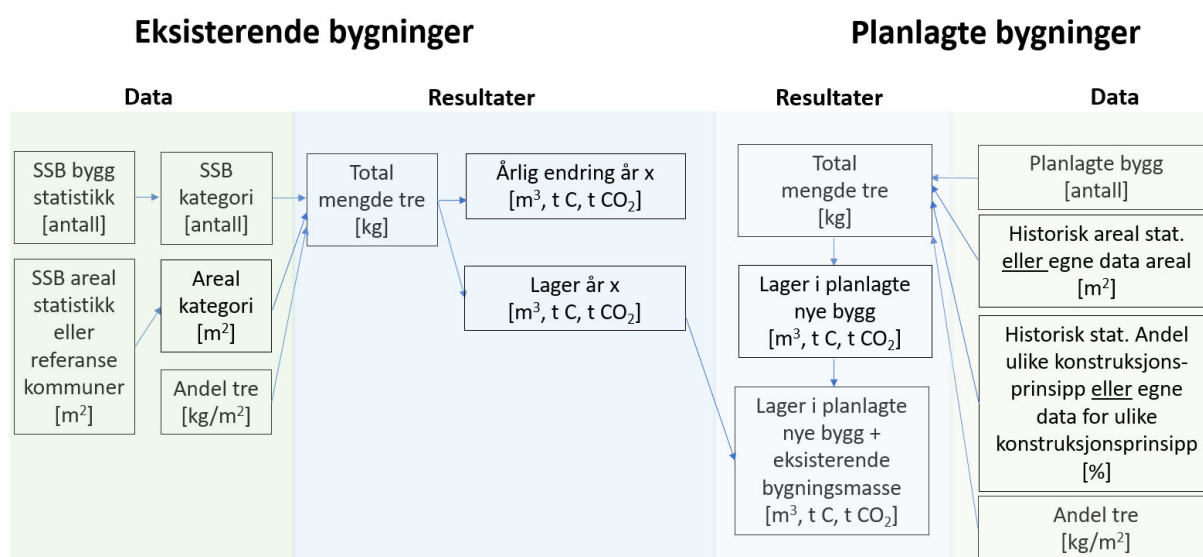 Eksisterende bygninger
Planlagte bygninger
Data
Resultater
Resultater
Data
SSB bygg
statistikk
[antall]
SSB
kategori
[antall]
SSB areal
statistikk
eller
referanse
kommuner
[m²]
Areal
kategori
[m²]
Andel tre
[kg/m²]
Total
mengde tre
[kg]
Årlig endring år x
[m³, t C, t CO₂]
Lager år x
[m³, t C, t CO₂]
Total
mengde tre
[kg]
Lager i planlagte
nye bygg
[m³, t C, t CO₂]
Lager i planlagte
nye bygg +
eksisterende
bygningsmasse
[m³, t C, t CO₂]
Planlagte bygg
[antall]
Historisk areal stat.
eller egne data areal
[m²]
Historisk stat. Andel
ulike konstruksjons-
prinsipp eller egne
data for ulike
konstruksjonsprinsipp
[%]
Andel tre
[kg/m²]